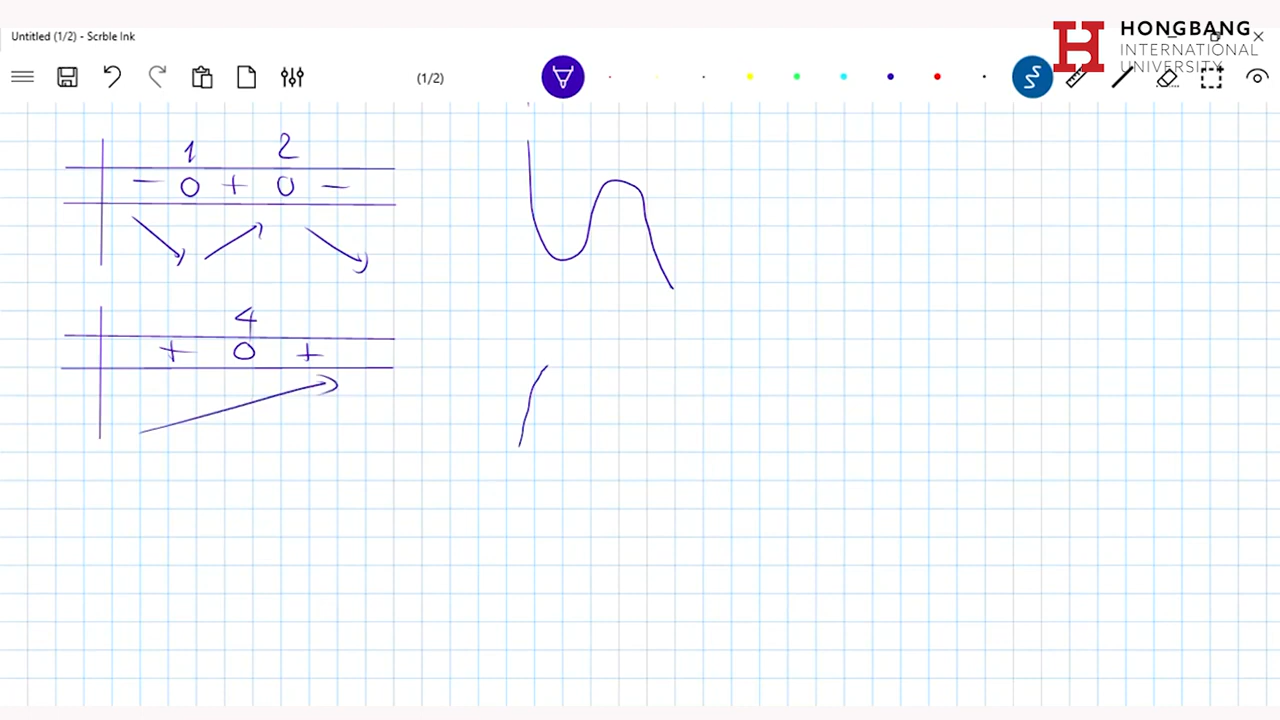 Untitled (1/2) - Scrble Ink
HONGBANG
INTERNATIONAL
UNIVERSITY
(1/2)
1 2
- 0 + 0 -
4
+ 0 +